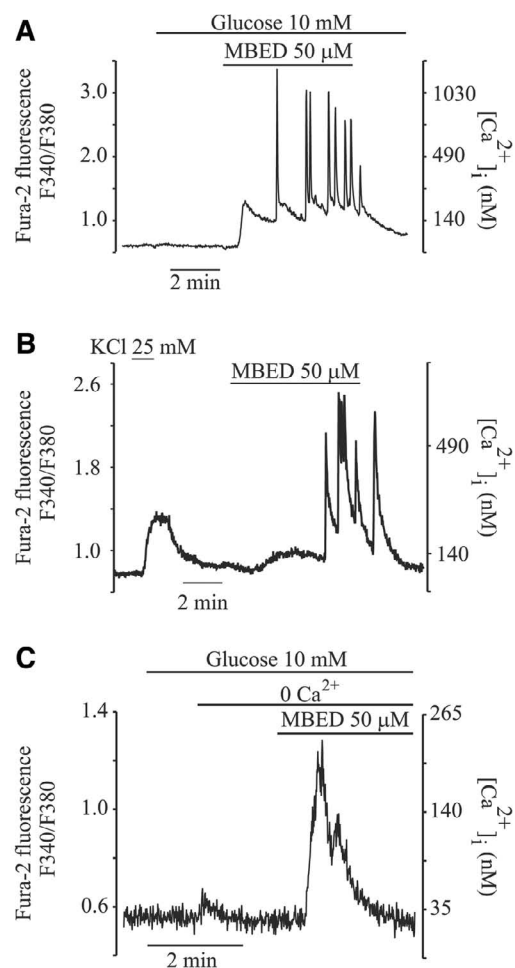 A
Glucose 10 mM
MBED 50 μM
Fura-2 fluorescence
F340/F380
3.0
2.0
1.0
1030
490
140
[Ca2+]i (nM)
2 min
B
KCl 25 mM
MBED 50 μM
Fura-2 fluorescence
F340/F380
2.6
1.8
1.0
490
140
[Ca2+]i (nM)
2 min
C
Glucose 10 mM
0 Ca2+
MBED 50 μM
Fura-2 fluorescence
F340/F380
1.4
1.0
0.6
265
140
35
[Ca2+]i (nM)
2 min